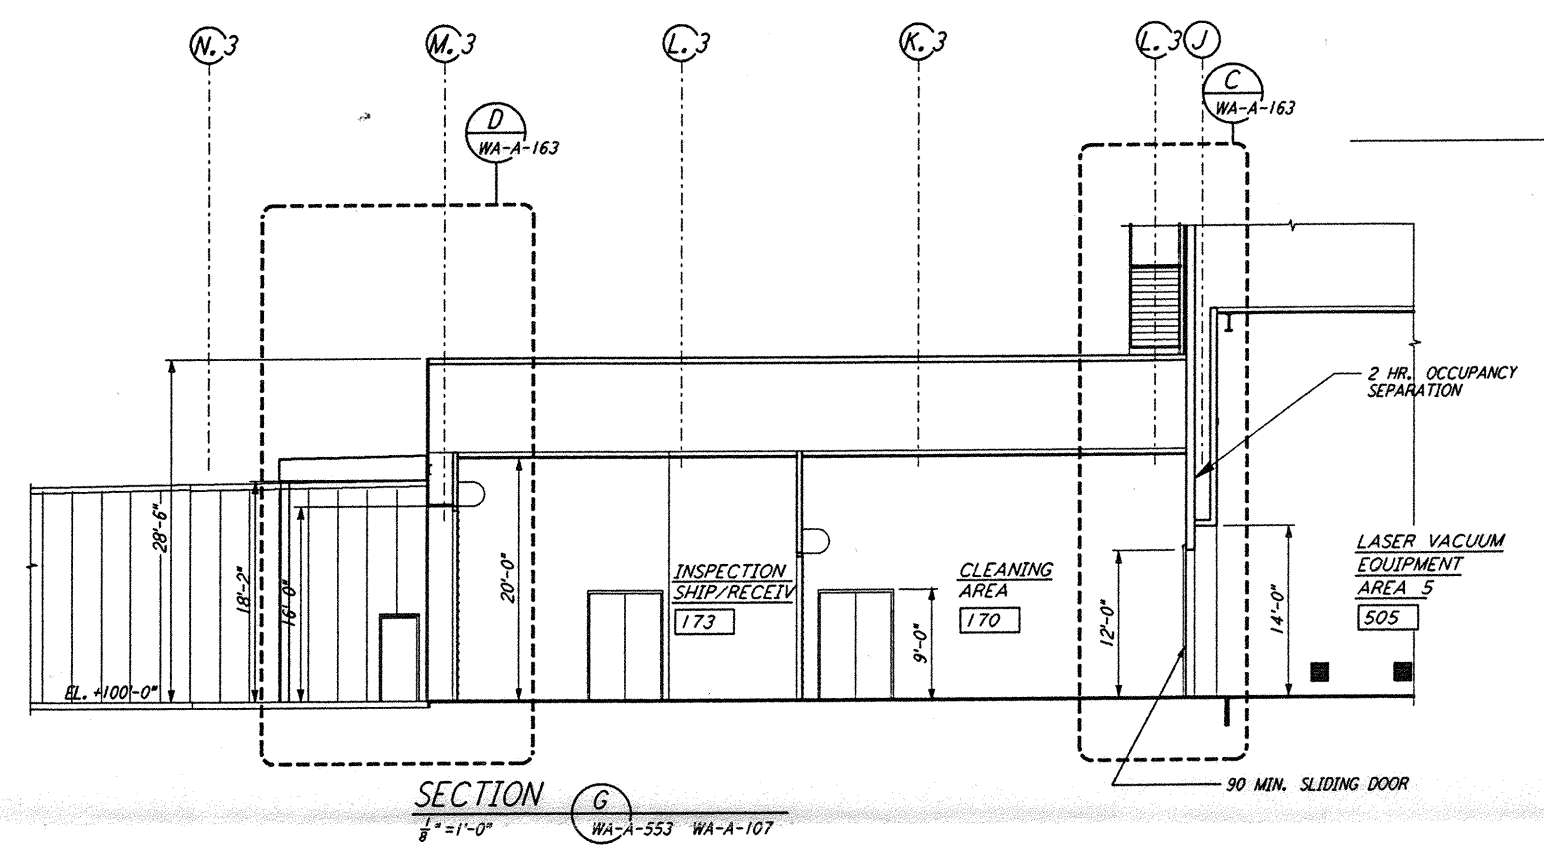 N.3 M.3 L.3 K.3 L.3 J
C
WA-A-163
D
WA-A-163
2 HR. OCCUPANCY
SEPARATION
28'-6"
18'-2"
16'-0"
20'-0"
INSPECTION
SHIP/RECEIV
173
9'-0"
CLEANING
AREA
170
12'-0"
14'-0"
LASER VACUUM
EQUIPMENT
AREA 5
505
EL. +100'-0"
90 MIN. SLIDING DOOR
SECTION G
1/8"=1'-0" WA-A-553 WA-A-107